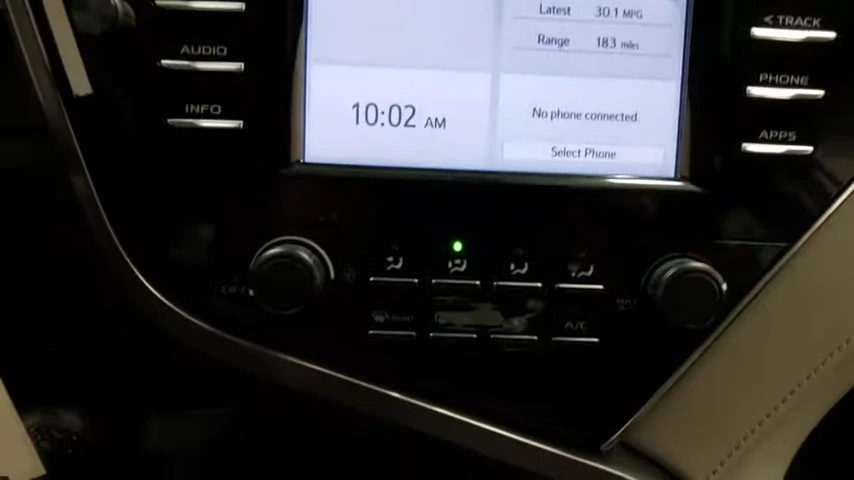 Latest 30.1 MPG
< TRACK
Range 183 miles
AUDIO
PHONE
INFO
10:02 AM
No phone connected.
Select Phone
APPS
OFF
A/C